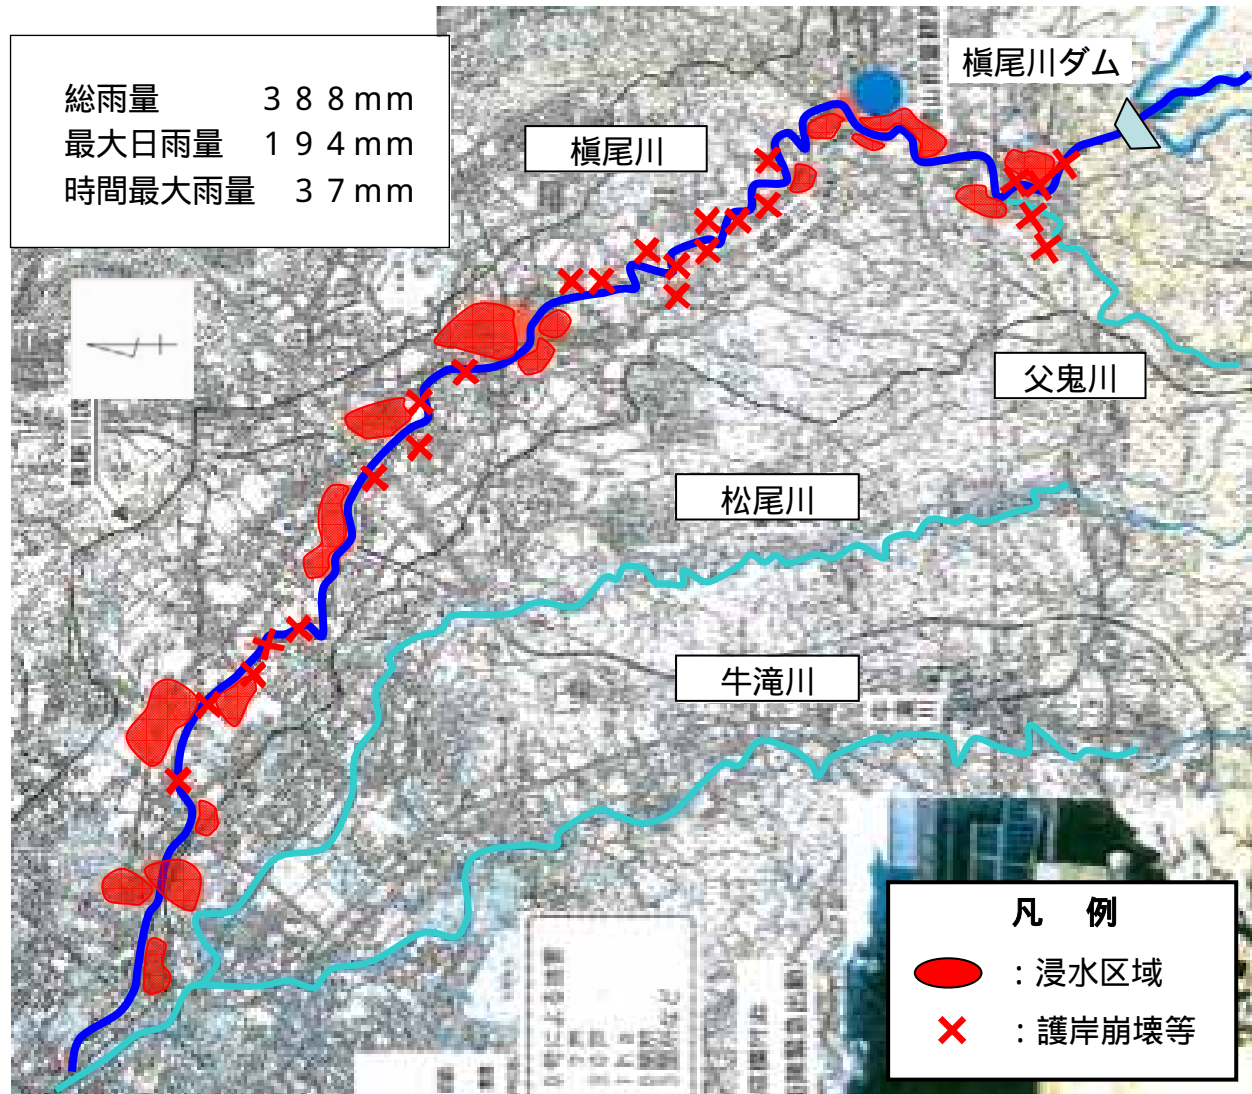 総雨量　　　３８８mm
最大日雨量　１９４mm
時間最大雨量　３７mm
槇尾川ダム
槇尾川
父鬼川
松尾川
牛滝川
凡　例
：浸水区域
：護岸崩壊等